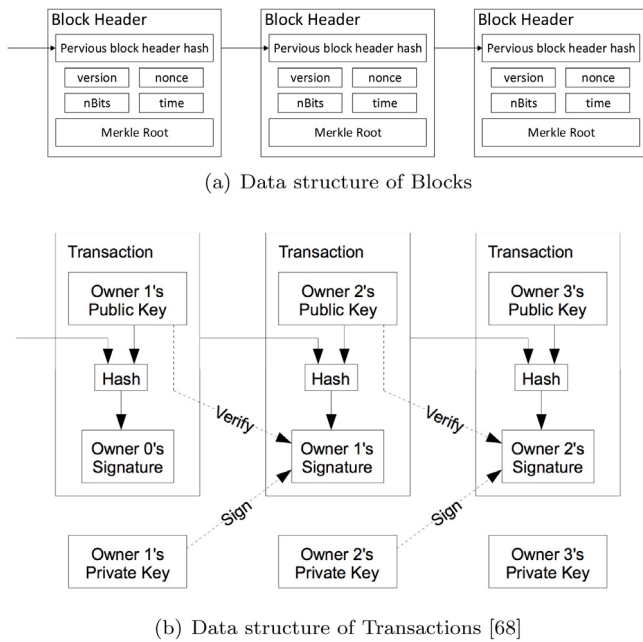 Block Header
Block Header
Block Header
Pervious block header hash
Pervious block header hash
Pervious block header hash
version
nonce
version
nonce
version
nonce
nBits
time
nBits
time
nBits
time
Merkle Root
Merkle Root
Merkle Root
(a) Data structure of Blocks
Transaction
Transaction
Transaction
Owner 1's
Public Key
Owner 2's
Public Key
Owner 3's
Public Key
Hash
Hash
Hash
Verify
Verify
Owner 0's
Signature
Owner 1's
Signature
Owner 2's
Signature
Sign
Sign
Owner 1's
Private Key
Owner 2's
Private Key
Owner 3's
Private Key
(b) Data structure of Transactions [68]